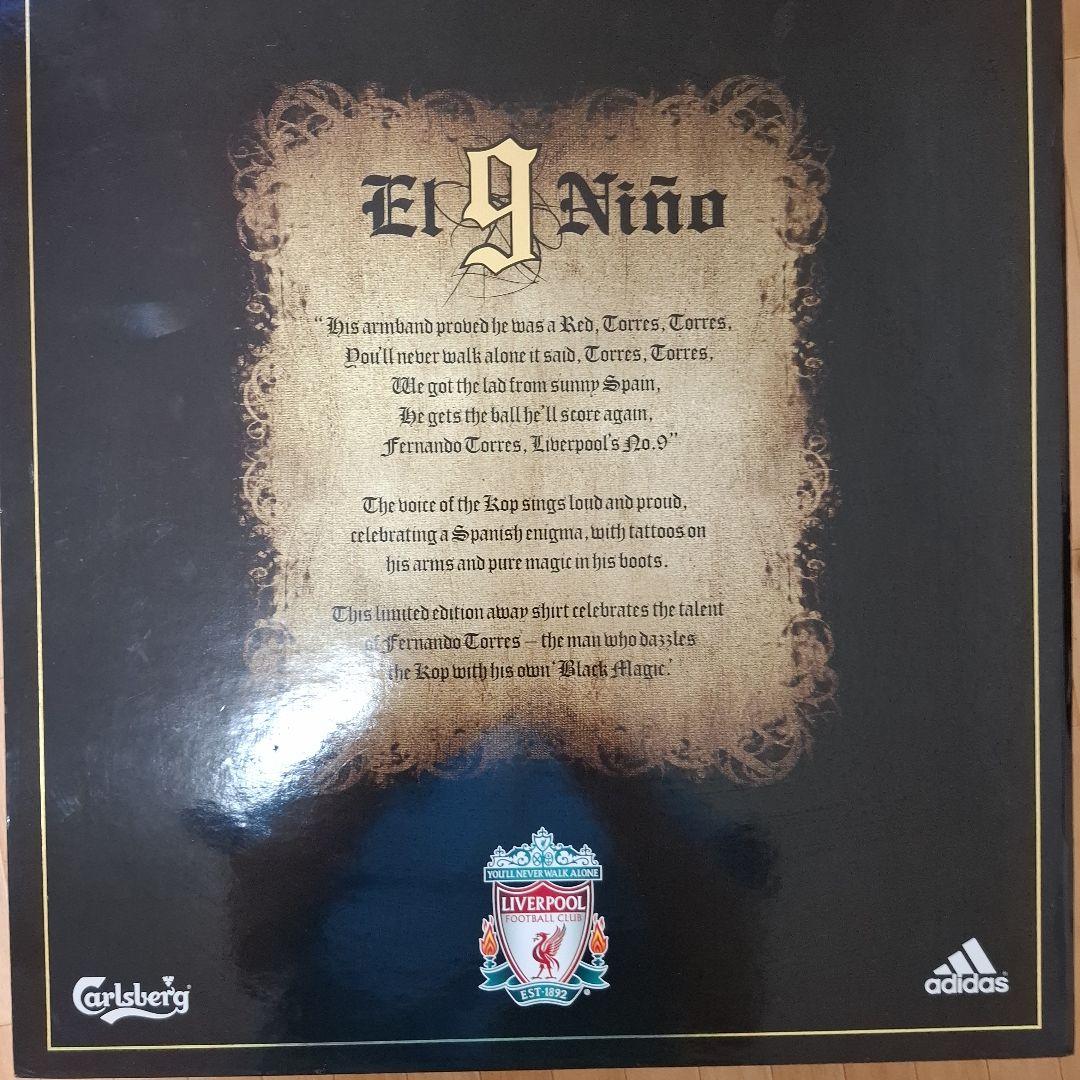 El 9 Niño
“His armband proved he was a Red, Torres, Torres,
You'll never walk alone it said, Torres, Torres,
We got the lad from sunny Spain,
He gets the ball he'll score again,
Fernando Torres, Liverpool's No.9”
The voice of the Kop sings loud and proud,
celebrating a Spanish enigma, with tattoos on
his arms and pure magic in his boots.
This limited edition away shirt celebrates the talent
of Fernando Torres – the man who dazzles
the Kop with his own ‘Black Magic.’
YOU'LL NEVER WALK ALONE
LIVERPOOL
FOOTBALL CLUB
EST·1892
Carlsberg®
adidas®